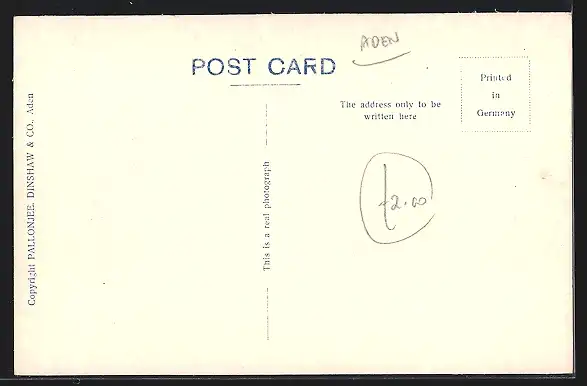 ADEN
POST CARD
Printed
in
Germany
The address only to be
written here
Copyright PALLONJEE, DINSHAW & CO., Aden
This is a real photograph
£2.00